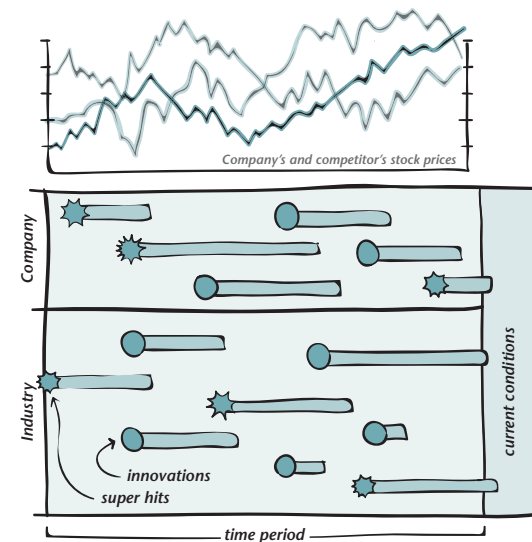 Company's and competitor's stock prices
Company
Industry
current conditions
innovations
super hits
time period